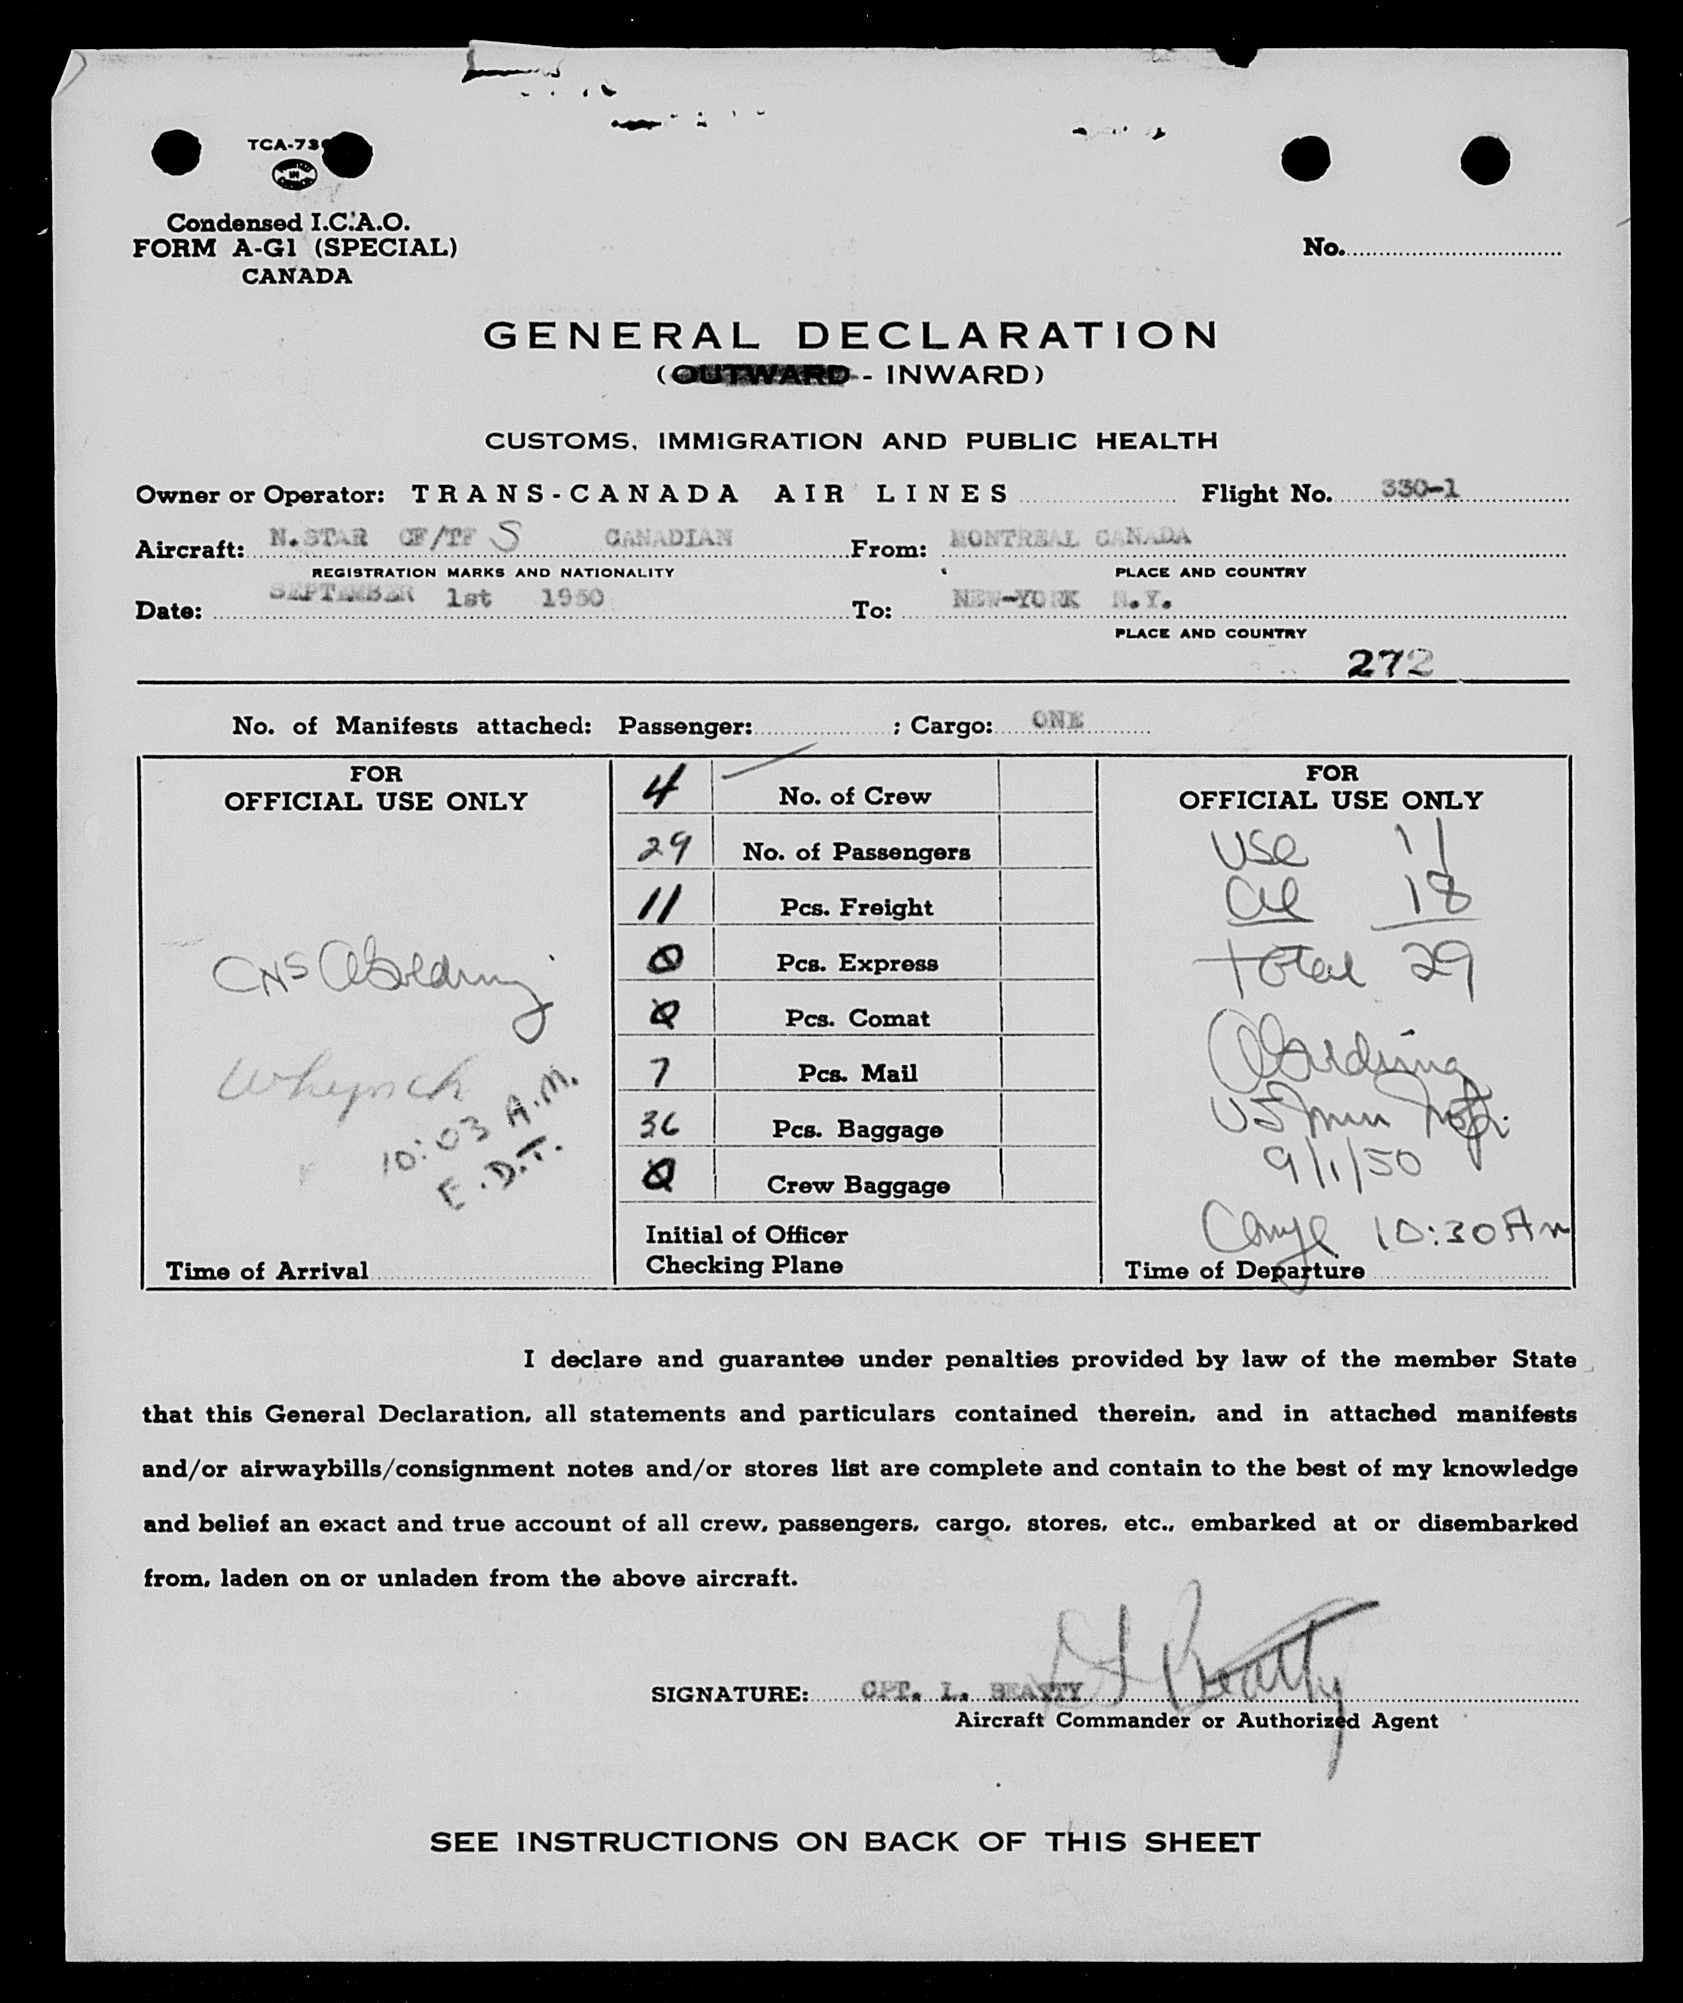 TCA-73
IN
Condensed I.C.A.O.
FORM A-G1 (SPECIAL)
CANADA
No.
GENERAL DECLARATION
(OUTWARD - INWARD)
CUSTOMS, IMMIGRATION AND PUBLIC HEALTH
Owner or Operator: TRANS-CANADA AIR LINES Flight No. 330-1
Aircraft: N.STAR CF/TF S CANADIAN From: MONTREAL CANADA
REGISTRATION MARKS AND NATIONALITY PLACE AND COUNTRY
Date: SEPTEMBER 1st 1950 To: NEW-YORK N.Y.
PLACE AND COUNTRY
272
No. of Manifests attached: Passenger: ; Cargo: ONE
FOR
OFFICIAL USE ONLY
10:03 A.M.
E.D.T.
Time of Arrival
4 No. of Crew
29 No. of Passengers
11 Pcs. Freight
0 Pcs. Express
0 Pcs. Comat
7 Pcs. Mail
36 Pcs. Baggage
0 Crew Baggage
Initial of Officer
Checking Plane
FOR
OFFICIAL USE ONLY
USC 11
al 18
total 29
9/1/50
10:30 Am
Time of Departure
I declare and guarantee under penalties provided by law of the member State
that this General Declaration, all statements and particulars contained therein, and in attached manifests
and/or airwaybills/consignment notes and/or stores list are complete and contain to the best of my knowledge
and belief an exact and true account of all crew, passengers, cargo, stores, etc., embarked at or disembarked
from, laden on or unladen from the above aircraft.
SIGNATURE: CPT. L. BEATTY L Beatty
Aircraft Commander or Authorized Agent
SEE INSTRUCTIONS ON BACK OF THIS SHEET